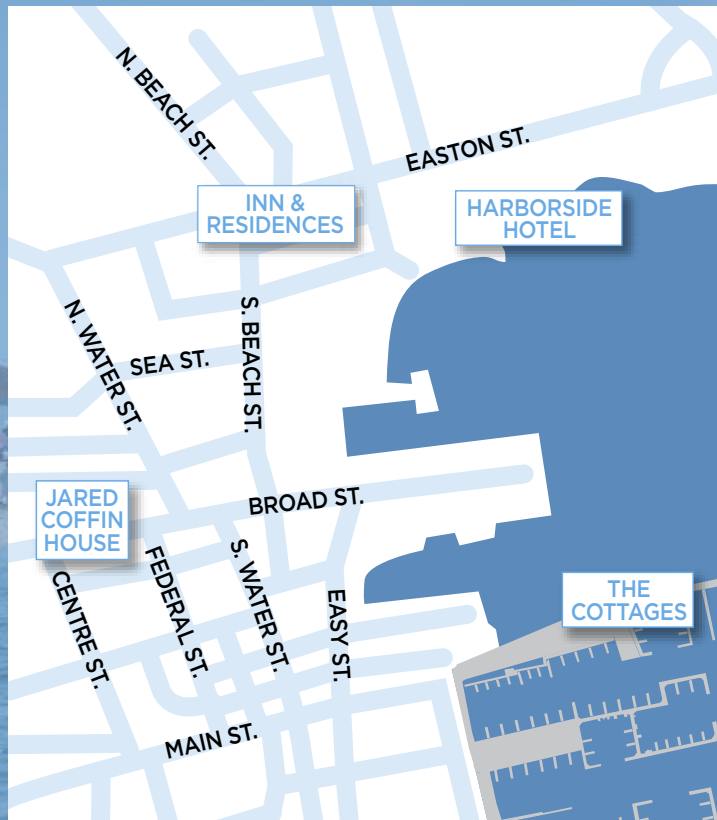 N. BEACH ST.
EASTON ST.
INN &
RESIDENCES
HARBORSIDE
HOTEL
N. WATER ST.
SEA ST.
S. BEACH ST.
JARED
COFFIN
HOUSE
BROAD ST.
CENTRE ST.
FEDERAL ST.
S. WATER ST.
EASY ST.
THE
COTTAGES
MAIN ST.